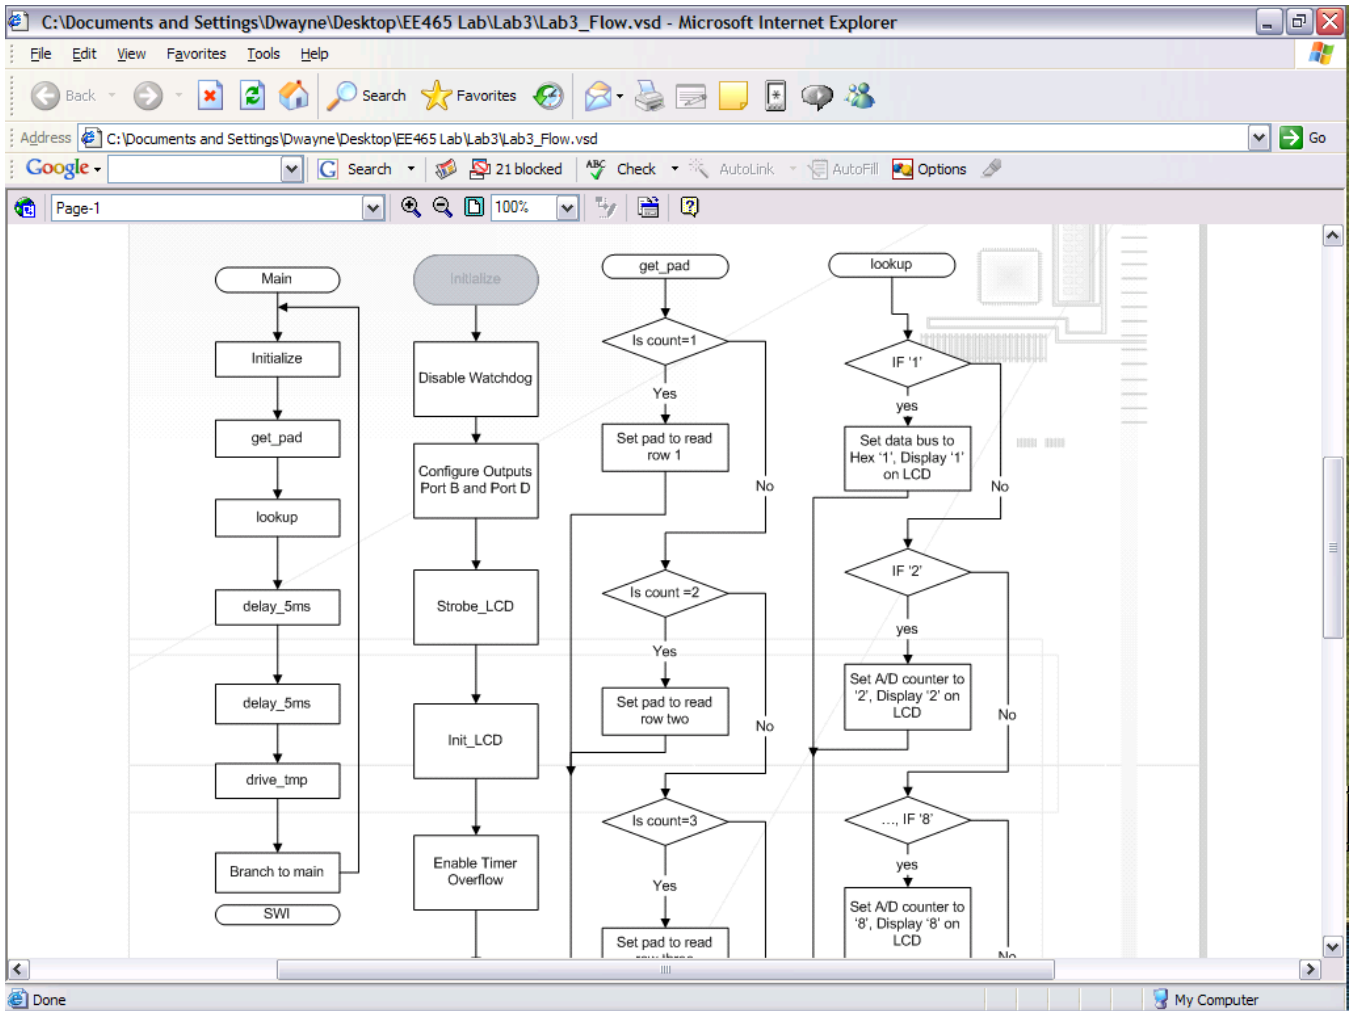 C:\Documents and Settings\Dwayne\Desktop\EE465 Lab\Lab3\Lab3_Flow.vsd - Microsoft Internet Explorer
File Edit View Favorites Tools Help
Back Search Favorites
Address C:\Documents and Settings\Dwayne\Desktop\EE465 Lab\Lab3\Lab3_Flow.vsd Go
Google Search 21 blocked ABC Check AutoLink AutoFill Options
Page-1 100%
Main
Initialize
get_pad
lookup
delay_5ms
delay_5ms
drive_tmp
Branch to main
SWI
Initialize
Disable Watchdog
Configure Outputs
Port B and Port D
Strobe_LCD
Init_LCD
Enable Timer
Overflow
get_pad
Is count=1
Yes
Set pad to read
row 1
No
Is count =2
Yes
Set pad to read
row two
No
Is count=3
Yes
Set pad to read
row three
lookup
IF '1'
yes
Set data bus to
Hex '1', Display '1'
on LCD
No
IF '2'
yes
Set A/D counter to
'2', Display '2' on
LCD
No
..., IF '8'
yes
Set A/D counter to
'8', Display '8' on
LCD
No
Done My Computer